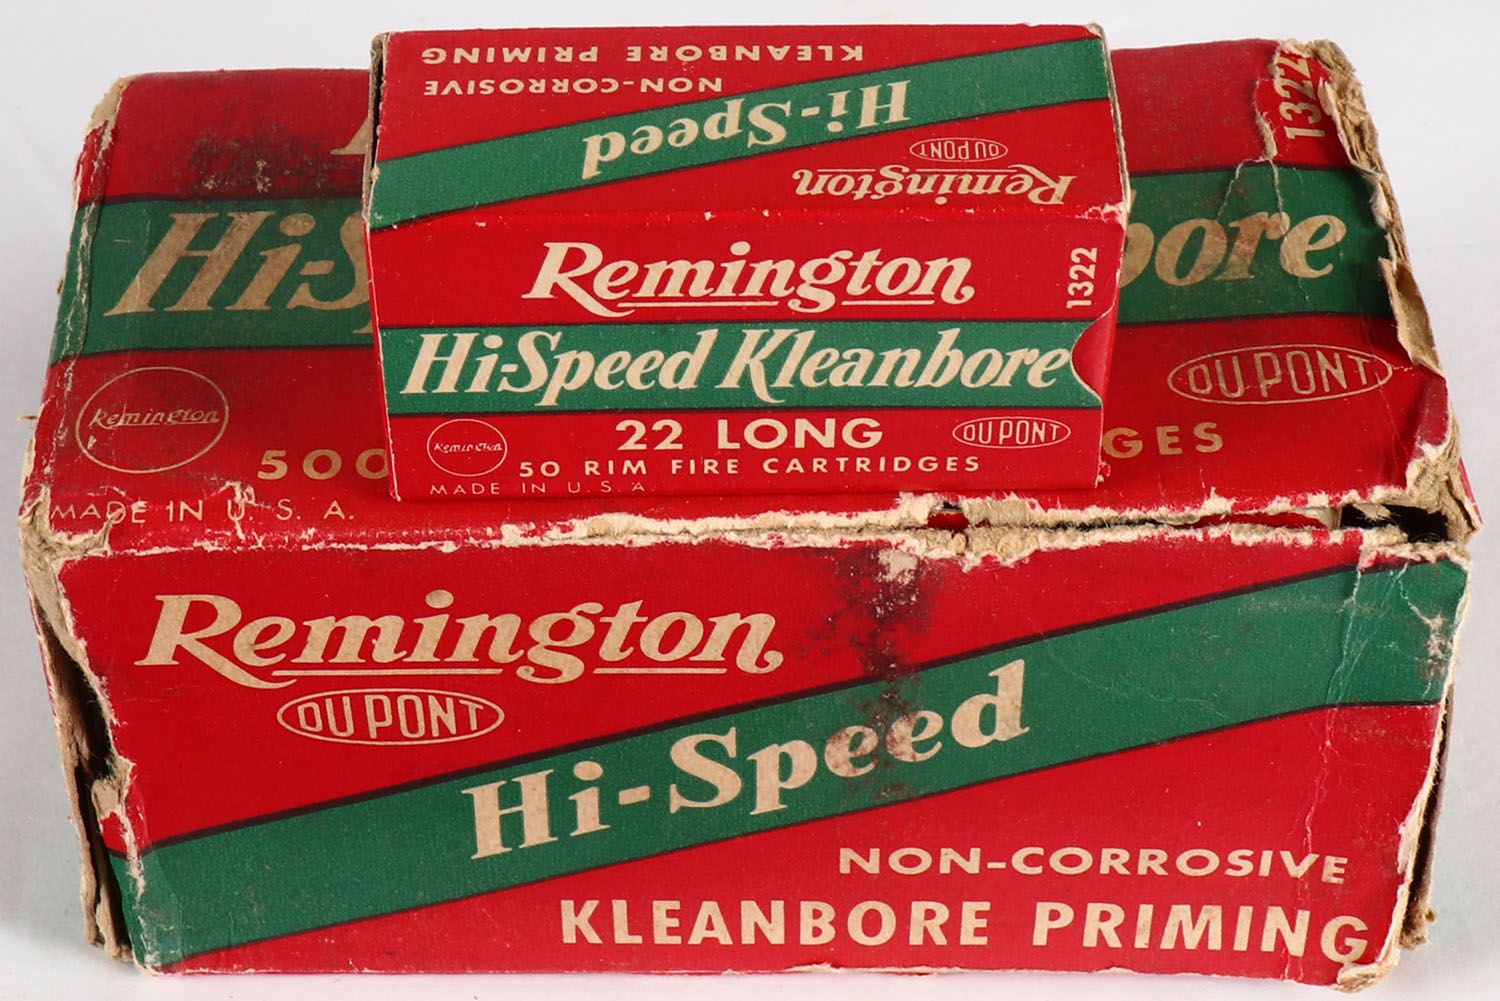 KLEANBORE PRIMING
NON-CORROSIVE
Hi-Speed
DU PONT
Remington
Remington
1322
Hi-Speed Kleanbore
Remington
22 LONG
DU PONT
50 RIM FIRE CARTRIDGES
MADE IN U.S.A.
1322
Hi-S
bore
Remington
DU PONT
500
GES
MADE IN U. S. A.
Remington
DU PONT
Hi-Speed
NON-CORROSIVE
KLEANBORE PRIMING